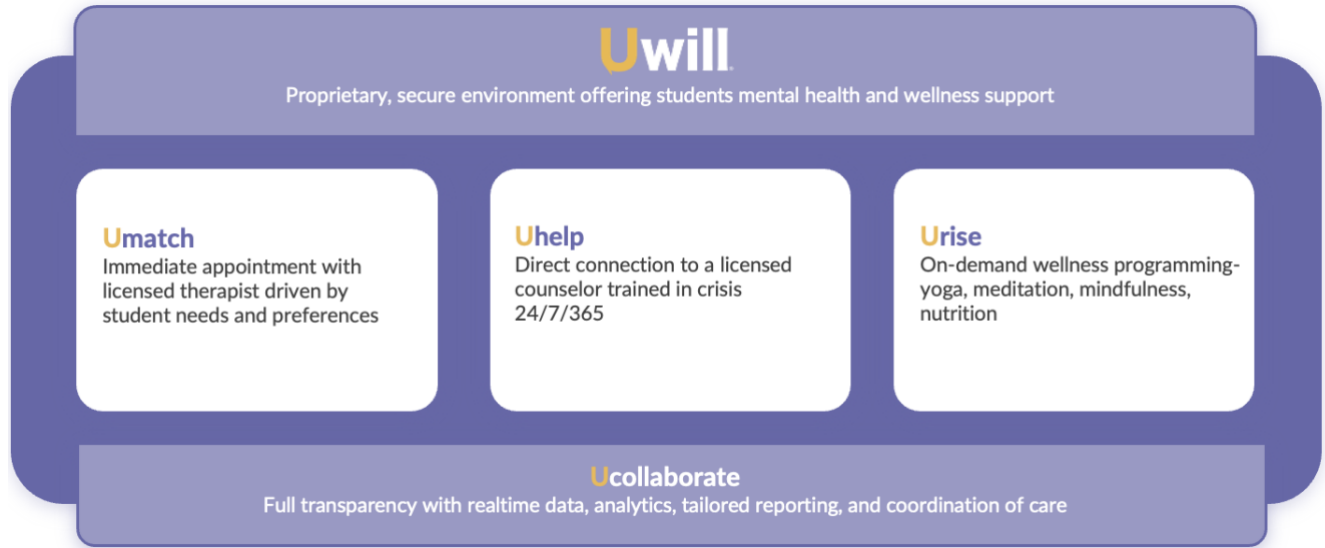 Uwill
Proprietary, secure environment offering students mental health and wellness support
Umatch
Immediate appointment with
licensed therapist driven by
student needs and preferences
Uhelp
Direct connection to a licensed
counselor trained in crisis
24/7/365
Urise
On-demand wellness programming-
yoga, meditation, mindfulness,
nutrition
Ucollaborate
Full transparency with realtime data, analytics, tailored reporting, and coordination of care